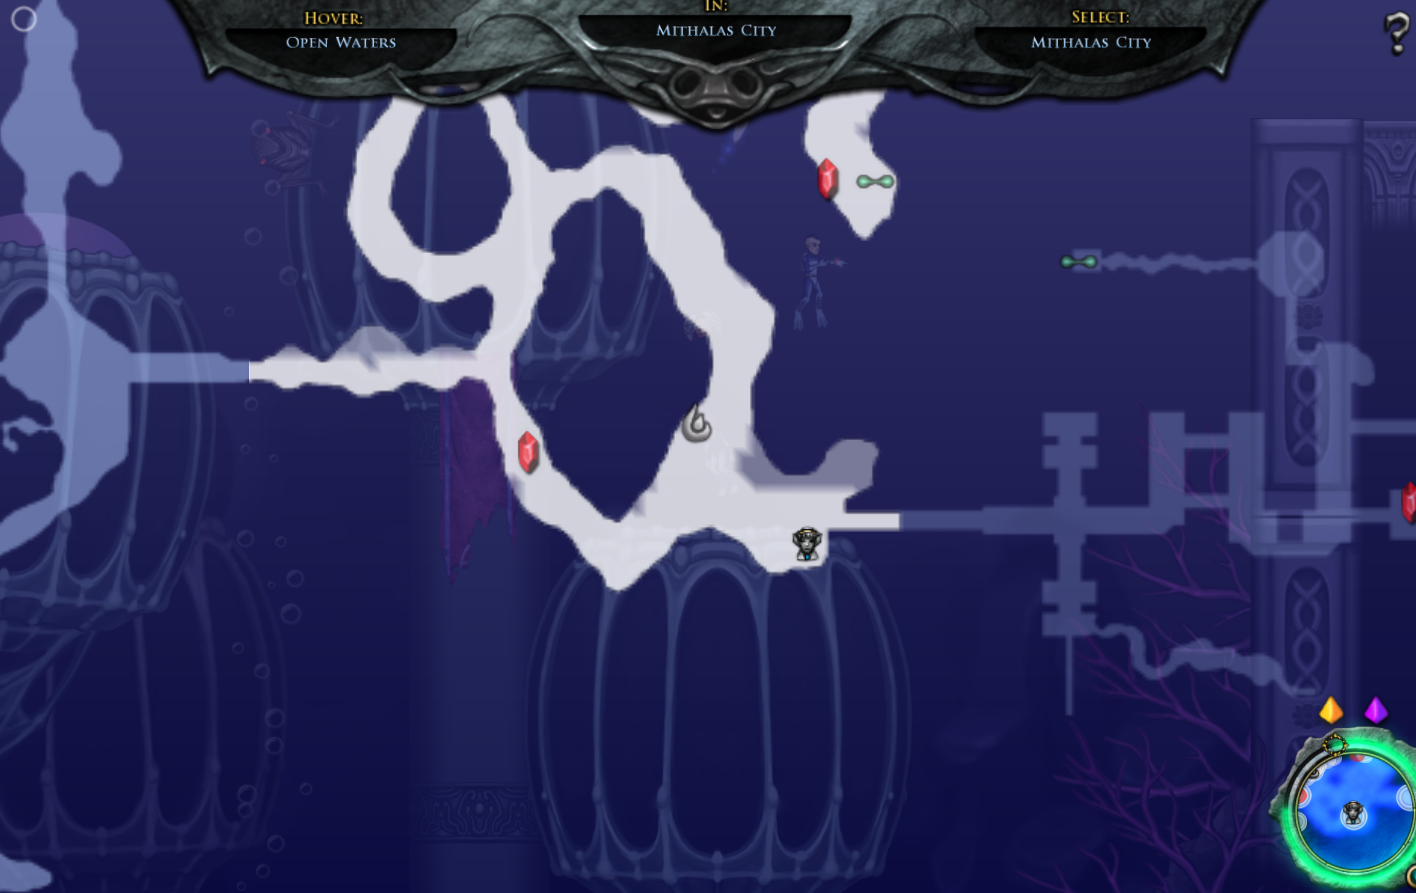 HOVER:
OPEN WATERS
IN:
MITHALAS CITY
SELECT:
MITHALAS CITY
?